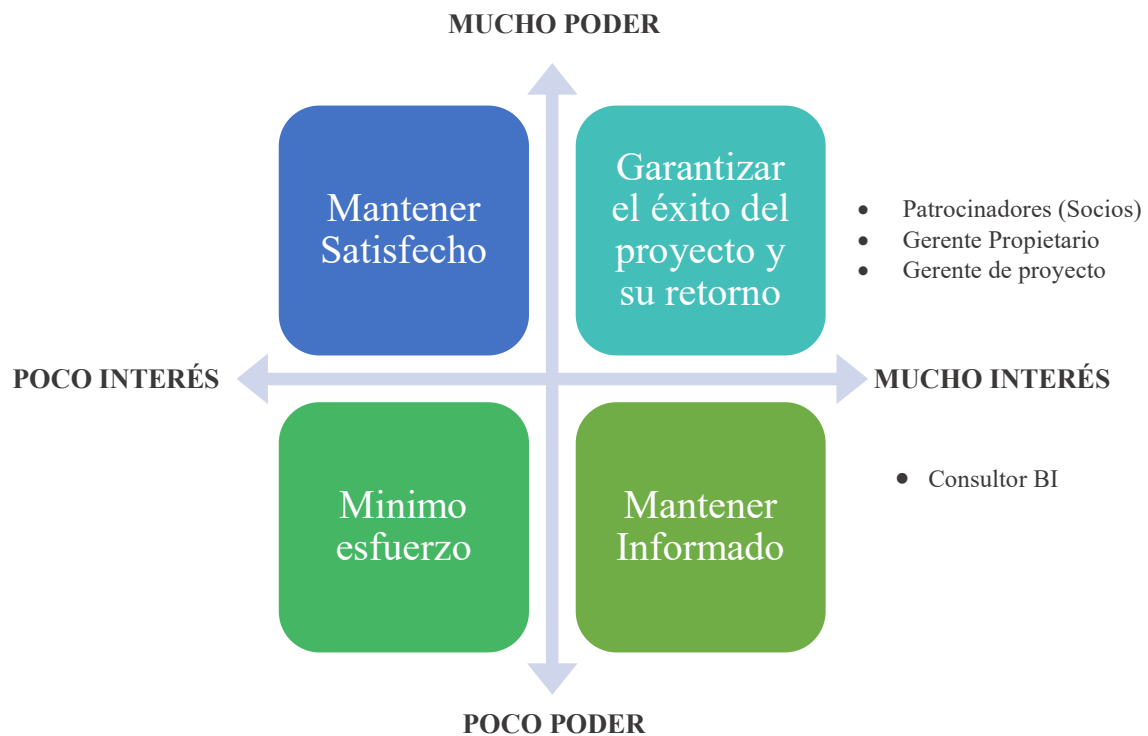 MUCHO PODER
Mantener
Satisfecho
Garantizar
el éxito del
proyecto y
su retorno
• Patrocinadores (Socios)
• Gerente Propietario
• Gerente de proyecto
POCO INTERÉS
MUCHO INTERÉS
Minimo
esfuerzo
Mantener
Informado
• Consultor BI
POCO PODER